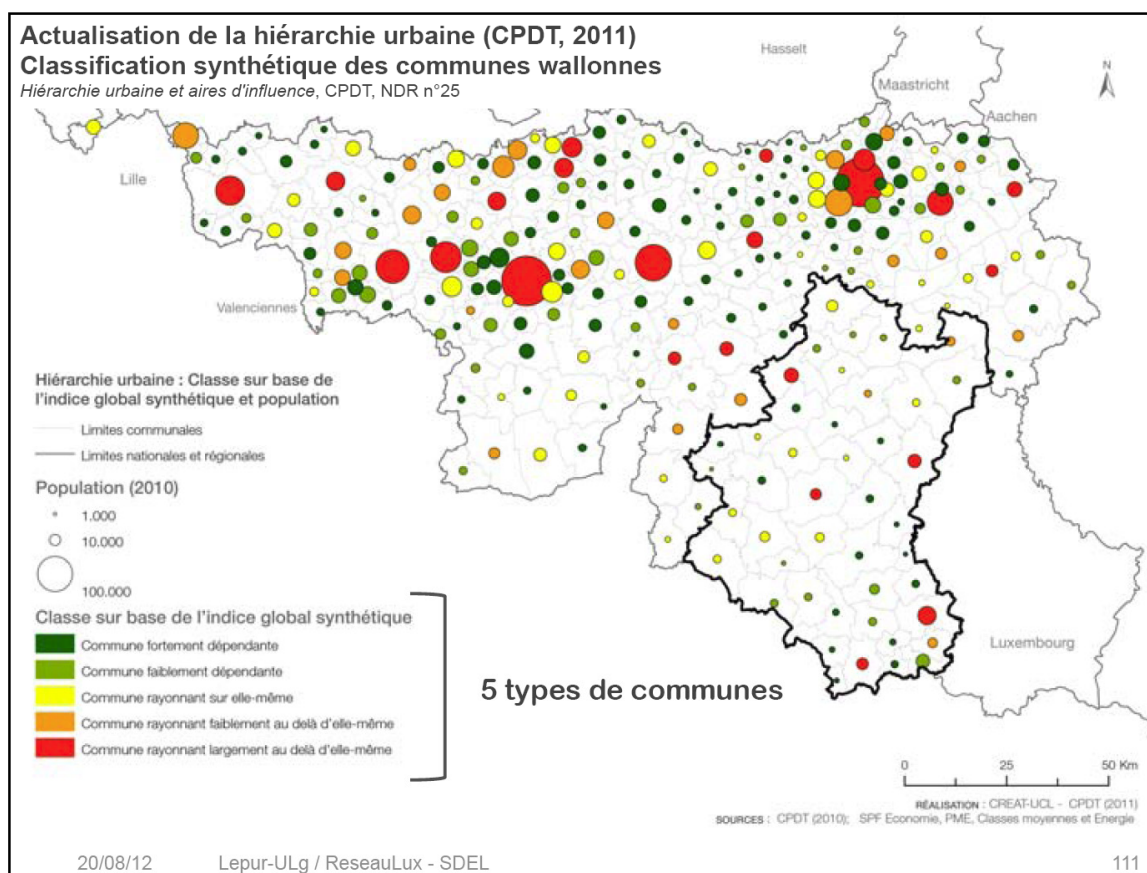 Actualisation de la hiérarchie urbaine (CPDT, 2011)
Classification synthétique des communes wallonnes
Hiérarchie urbaine et aires d'influence, CPDT, NDR n°25
Hasselt
Maastricht
N
Aachen
Lille
Valenciennes
Hiérarchie urbaine : Classe sur base de
l'indice global synthétique et population
Limites communales
Limites nationales et régionales
Population (2010)
1.000
10.000
100.000
Classe sur base de l'indice global synthétique
Commune fortement dépendante
Commune faiblement dépendante
Commune rayonnant sur elle-même
Commune rayonnant faiblement au delà d'elle-même
Commune rayonnant largement au delà d'elle-même
5 types de communes
Luxembourg
0 25 50 Km
RÉALISATION : CREAT-UCL - CPDT (2011)
SOURCES : CPDT (2010); SPF Economie, PME, Classes moyennes et Energie
20/08/12 Lepur-ULg / ReseauLux - SDEL 111